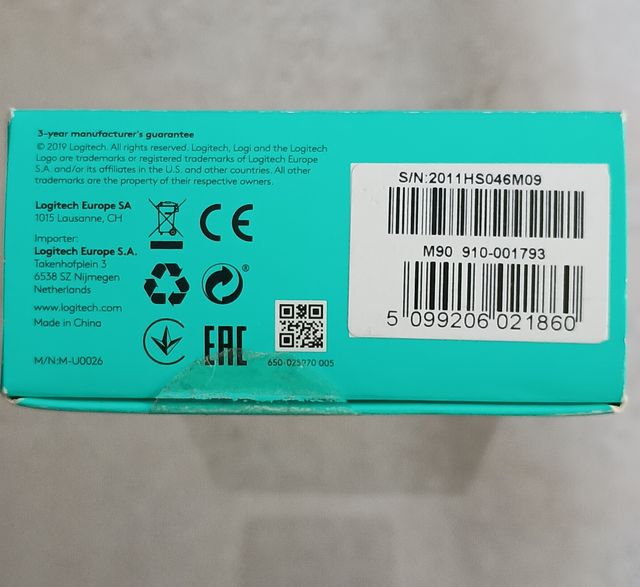 3-year manufacturer's guarantee
© 2019 Logitech. All rights reserved. Logitech, Logi and the Logitech
Logo are trademarks or registered trademarks of Logitech Europe
S.A. and/or its affiliates in the U.S. and other countries. All other
trademarks are the property of their respective owners.
Logitech Europe SA
1015 Lausanne, CH
Importer:
Logitech Europe S.A.
Takenhofplein 3
6538 SZ Nijmegen
Netherlands
www.logitech.com
Made in China
M/N:M-U0026
CE
EAC
650-025070 005
S/N:2011HS046M09
M90 910-001793
5 099206 021860